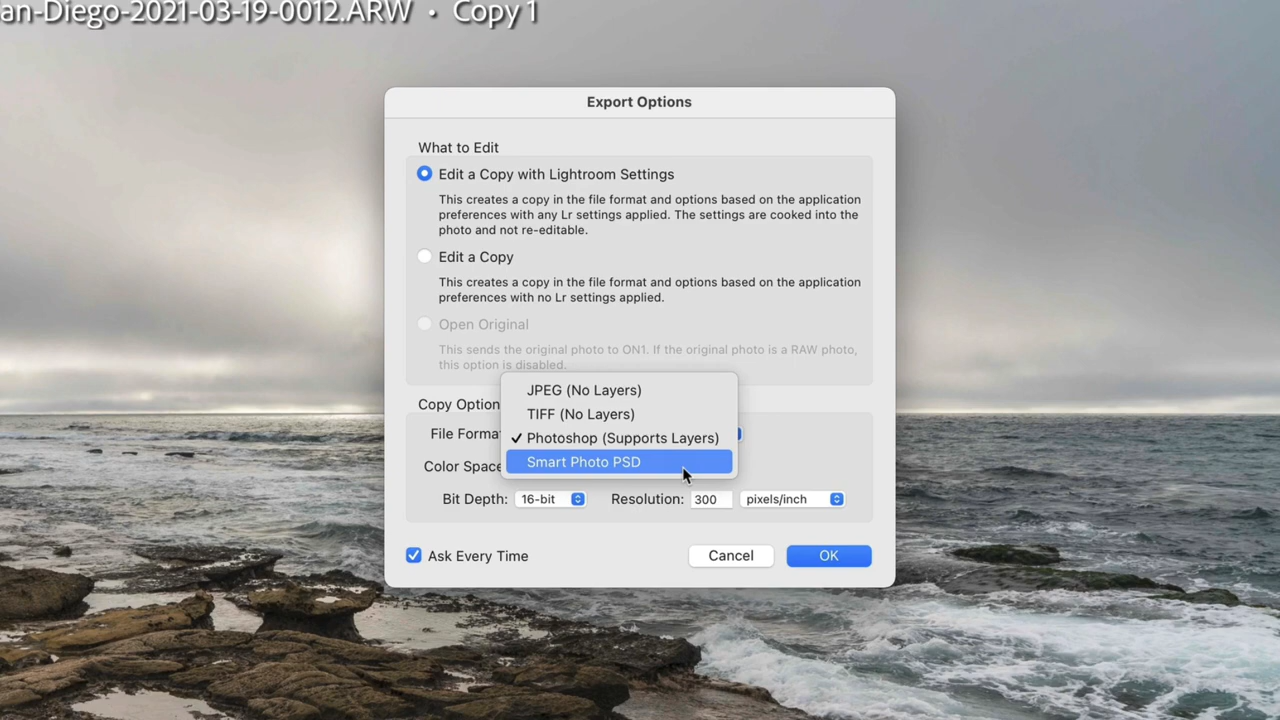 an-Diego-2021-03-19-0012.ARW • Copy 1
Export Options
What to Edit
Edit a Copy with Lightroom Settings
This creates a copy in the file format and options based on the application
preferences with any Lr settings applied. The settings are cooked into the
photo and not re-editable.
Edit a Copy
This creates a copy in the file format and options based on the application
preferences with no Lr settings applied.
Open Original
This sends the original photo to ON1. If the original photo is a RAW photo,
this option is disabled.
Copy Option
File Forma
JPEG (No Layers)
TIFF (No Layers)
✓ Photoshop (Supports Layers)
Smart Photo PSD
Color Space
Bit Depth: 16-bit Resolution: 300 pixels/inch
Ask Every Time Cancel OK